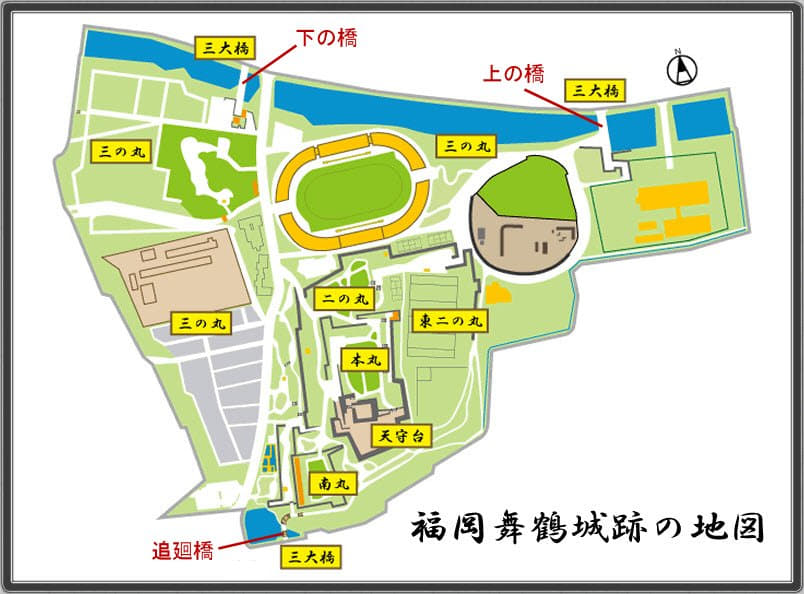 三大橋
下の橋
上の橋
三大橋
N
三の丸
三の丸
二の丸
三の丸
東二の丸
本丸
天守台
南丸
追廻橋
三大橋
福岡舞鶴城跡の地図